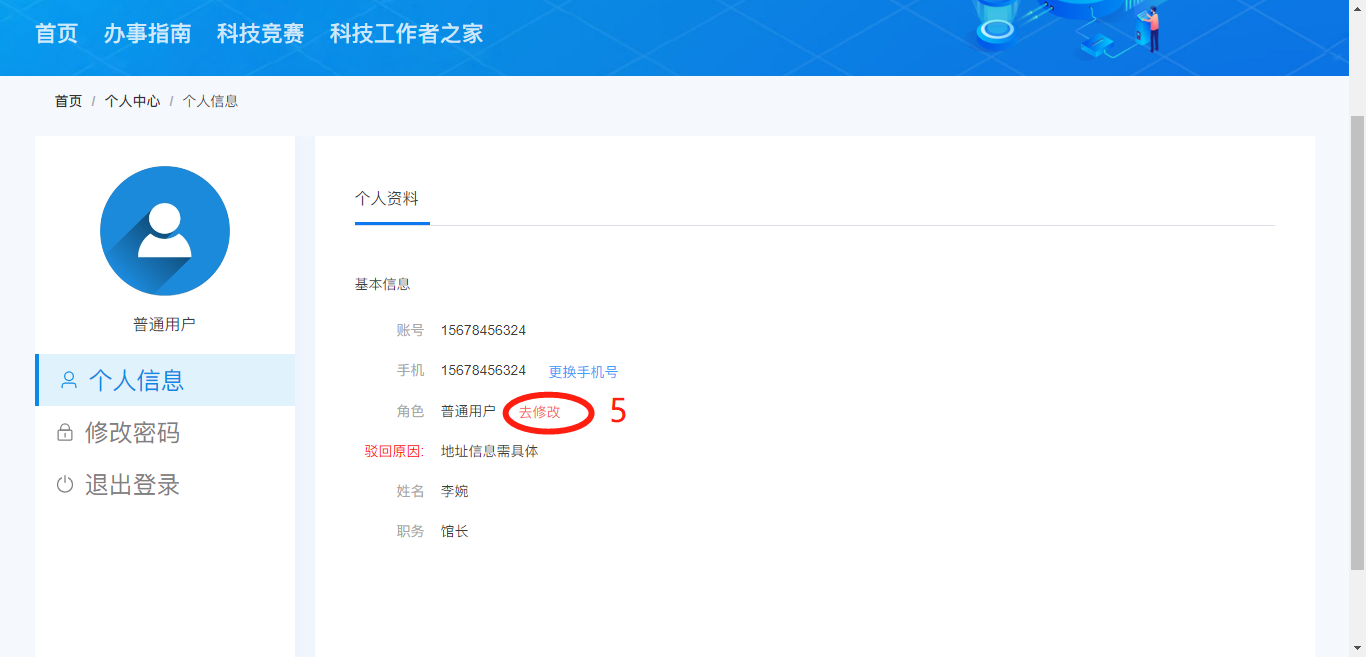 首页 办事指南 科技竞赛 科技工作者之家
首页 / 个人中心 / 个人信息
普通用户
个人信息
修改密码
退出登录
个人资料
基本信息
账号 15678456324
手机 15678456324 更换手机号
角色 普通用户 去修改 5
驳回原因: 地址信息需具体
姓名 李婉
职务 馆长